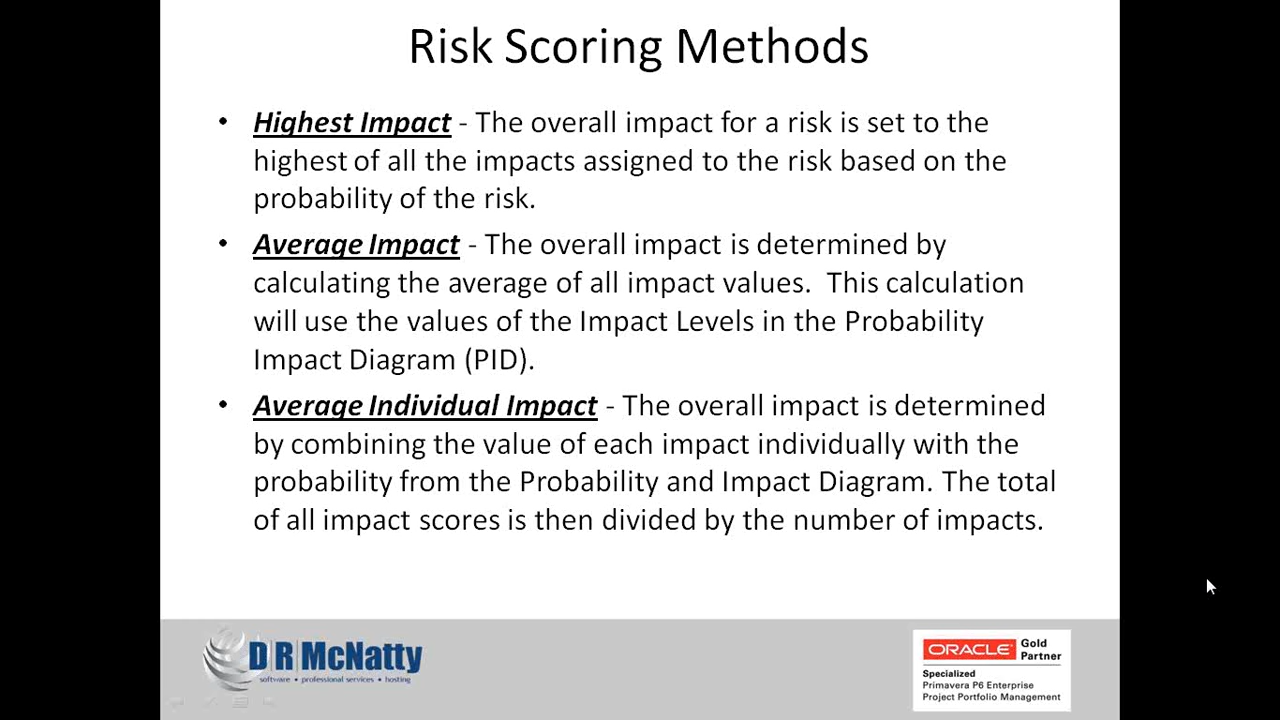 Risk Scoring Methods
• Highest Impact - The overall impact for a risk is set to the
highest of all the impacts assigned to the risk based on the
probability of the risk.
• Average Impact - The overall impact is determined by
calculating the average of all impact values.  This calculation
will use the values of the Impact Levels in the Probability
Impact Diagram (PID).
• Average Individual Impact - The overall impact is determined
by combining the value of each impact individually with the
probability from the Probability and Impact Diagram. The total
of all impact scores is then divided by the number of impacts.
D|R|McNatty
software • professional services • hosting
ORACLE Gold
Partner
Specialized
Primavera P6 Enterprise
Project Portfolio Management